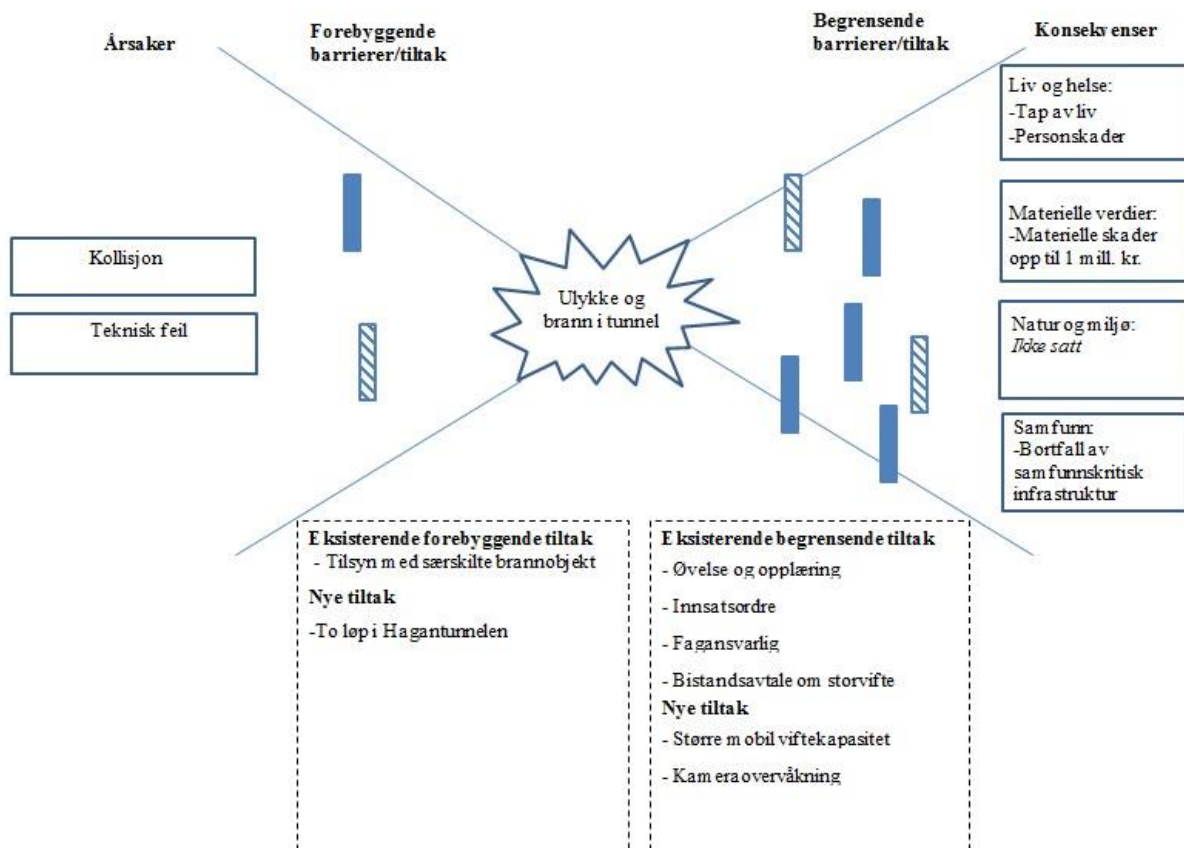 Årsaker
Forebyggende
barrierer/tiltak
Begrensende
barrierer/tiltak
Konsekvenser
Kollisjon
Teknisk feil
Ulykke og
brann i tunnel
Liv og helse:
-Tap av liv
-Personskader
Materielle verdier:
-Materielle skader
opp til 1 mill. kr.
Natur og miljø:
Ikke satt
Samfunn:
-Bortfall av
samfunnskritisk
infrastruktur
Eksisterende forebyggende tiltak
- Tilsyn med særskilte brannobjekt
Nye tiltak
-To løp i Hagantunnelen
Eksisterende begrensende tiltak
- Øvelse og opplæring
- Innsatsordre
- Fagansvarlig
- Bistandsavtale om storvifte
Nye tiltak
- Større mobil viftekapasitet
- Kameraovervåkning